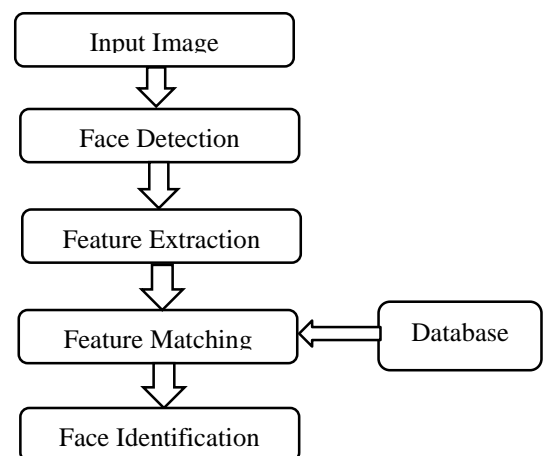 Input Image
Face Detection
Feature Extraction
Feature Matching
Database
Face Identification